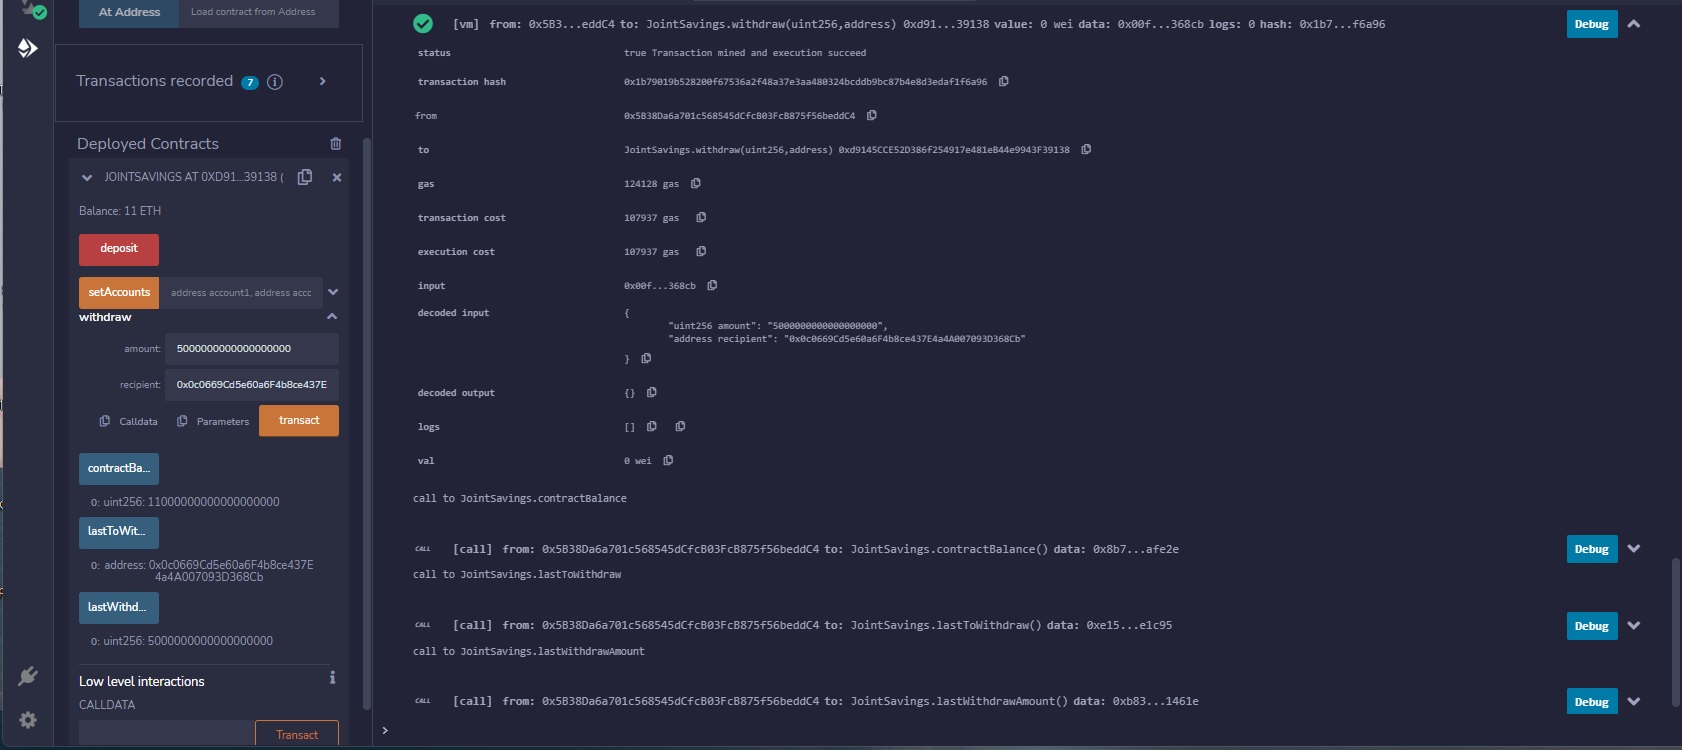 At Address
Load contract from Address
Transactions recorded 7 i
Deployed Contracts
JOINTSAVINGS AT 0XD91...39138 (
Balance: 11 ETH
deposit
setAccounts
address account1, address accc
withdraw
amount: 5000000000000000000
recipient: 0x0c0669Cd5e60a6F4b8ce437E
Calldata
Parameters
transact
contractBa...
0: uint256: 11000000000000000000
lastToWit...
0: address: 0x0c0669Cd5e60a6F4b8ce437E
4a4A007093D368Cb
lastWithd...
0: uint256: 5000000000000000000
Low level interactions i
CALLDATA
Transact
[vm] from: 0x5B3...eddC4 to: JointSavings.withdraw(uint256,address) 0xd91...39138 value: 0 wei data: 0x00f...368cb logs: 0 hash: 0x1b7...f6a96
Debug
status true Transaction mined and execution succeed
transaction hash 0x1b79019b528200f67536a2f48a37e3aa480324bcddb9bc87b4e8d3edaf1f6a96
from 0x5B38Da6a701c568545dCfcB03FcB875f56beddC4
to JointSavings.withdraw(uint256,address) 0xd9145CCE52D386f254917e481eB44e9943F39138
gas 124128 gas
transaction cost 107937 gas
execution cost 107937 gas
input 0x00f...368cb
decoded input {
"uint256 amount": "5000000000000000000",
"address recipient": "0x0c0669Cd5e60a6F4b8ce437E4a4A007093D368Cb"
}
decoded output {}
logs []
val 0 wei
call to JointSavings.contractBalance
CALL [call] from: 0x5B38Da6a701c568545dCfcB03FcB875f56beddC4 to: JointSavings.contractBalance() data: 0x8b7...afe2e
Debug
call to JointSavings.lastToWithdraw
CALL [call] from: 0x5B38Da6a701c568545dCfcB03FcB875f56beddC4 to: JointSavings.lastToWithdraw() data: 0xe15...e1c95
Debug
call to JointSavings.lastWithdrawAmount
CALL [call] from: 0x5B38Da6a701c568545dCfcB03FcB875f56beddC4 to: JointSavings.lastWithdrawAmount() data: 0xb83...1461e
Debug
>